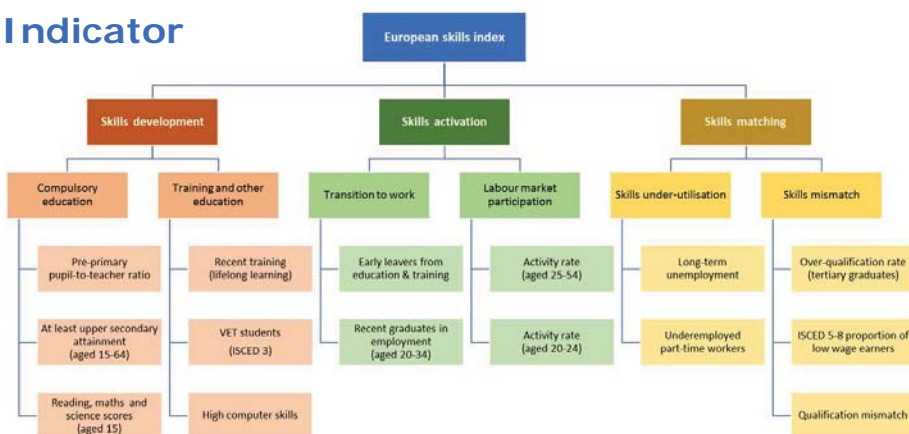 Indicator
European skills index
Skills development
Skills activation
Skills matching
Compulsory
education
Training and other
education
Transition to work
Labour market
participation
Skills under-utilisation
Skills mismatch
Pre-primary
pupil-to-teacher ratio
Recent training
(lifelong learning)
Early leavers from
education & training
Activity rate
(aged 25-54)
Long-term
unemployment
Over-qualification rate
(tertiary graduates)
At least upper secondary
attainment
(aged 15-64)
VET students
(ISCED 3)
Recent graduates in
employment
(aged 20-34)
Activity rate
(aged 20-24)
Underemployed
part-time workers
ISCED 5-8 proportion of
low wage earners
Reading, maths and
science scores
(aged 15)
High computer skills
Qualification mismatch